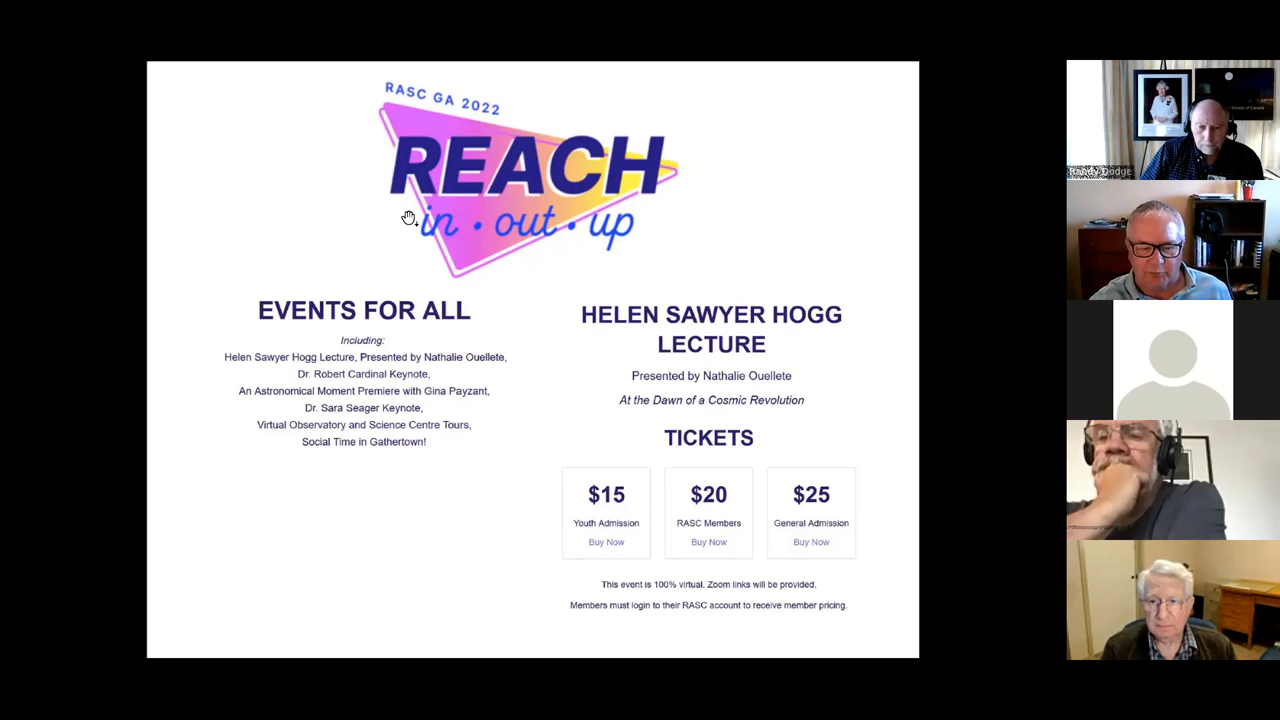 RASC GA 2022
REACH
in • out • up
EVENTS FOR ALL
Including:
Helen Sawyer Hogg Lecture, Presented by Nathalie Ouellete,
Dr. Robert Cardinal Keynote,
An Astronomical Moment Premiere with Gina Payzant,
Dr. Sara Seager Keynote,
Virtual Observatory and Science Centre Tours,
Social Time in Gathertown!
HELEN SAWYER HOGG
LECTURE
Presented by Nathalie Ouellete
At the Dawn of a Cosmic Revolution
TICKETS
$15
Youth Admission
Buy Now
$20
RASC Members
Buy Now
$25
General Admission
Buy Now
This event is 100% virtual. Zoom links will be provided.
Members must login to their RASC account to receive member pricing.
Randy Dodge
Society of Canada